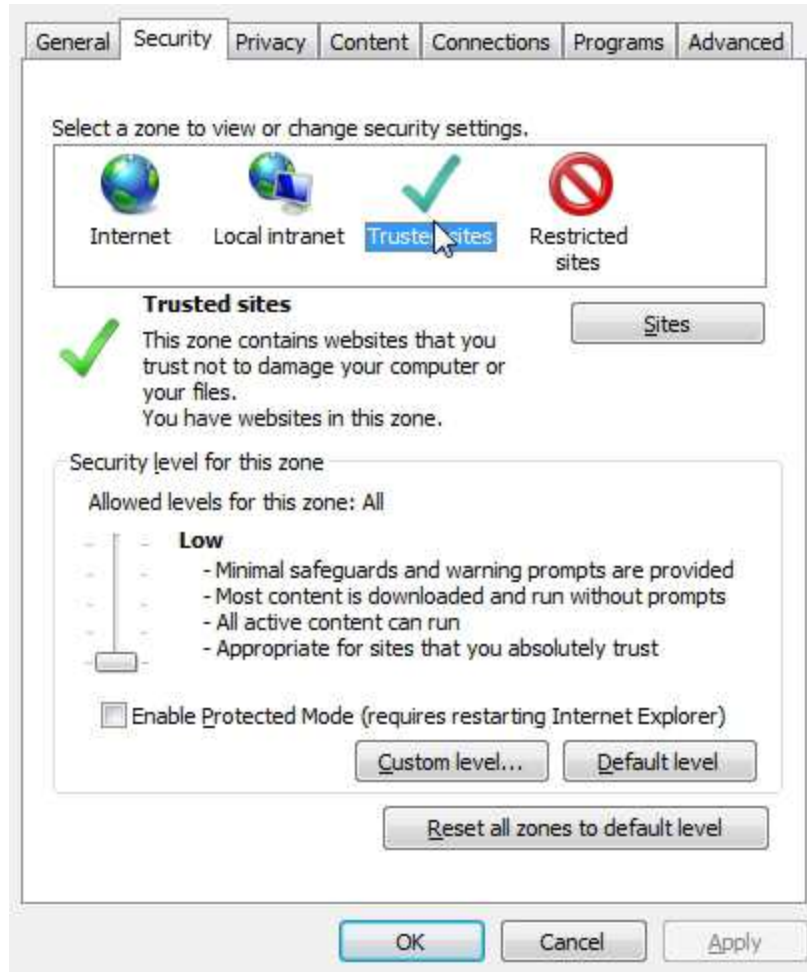 General Security Privacy Content Connections Programs Advanced
Select a zone to view or change security settings.
Internet Local intranet Trusted sites Restricted
sites
Trusted sites
Sites
This zone contains websites that you
trust not to damage your computer or
your files.
You have websites in this zone.
Security level for this zone
Allowed levels for this zone: All
Low
- Minimal safeguards and warning prompts are provided
- Most content is downloaded and run without prompts
- All active content can run
- Appropriate for sites that you absolutely trust
Enable Protected Mode (requires restarting Internet Explorer)
Custom level... Default level
Reset all zones to default level
OK Cancel Apply